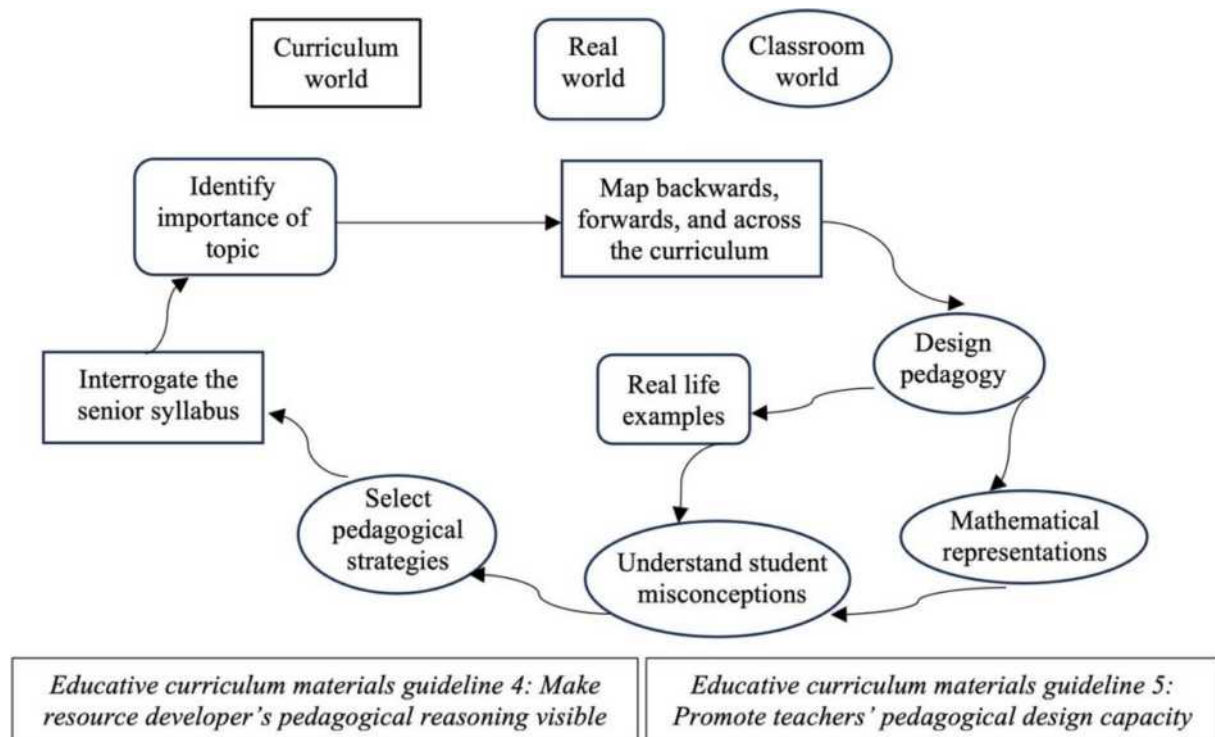 Curriculum
world
Real
world
Classroom
world
Identify
importance of
topic
Map backwards,
forwards, and across
the curriculum
Design
pedagogy
Real life
examples
Interrogate the
senior syllabus
Select
pedagogical
strategies
Understand student
misconceptions
Mathematical
representations
Educative curriculum materials guideline 4: Make
resource developer's pedagogical reasoning visible
Educative curriculum materials guideline 5:
Promote teachers' pedagogical design capacity